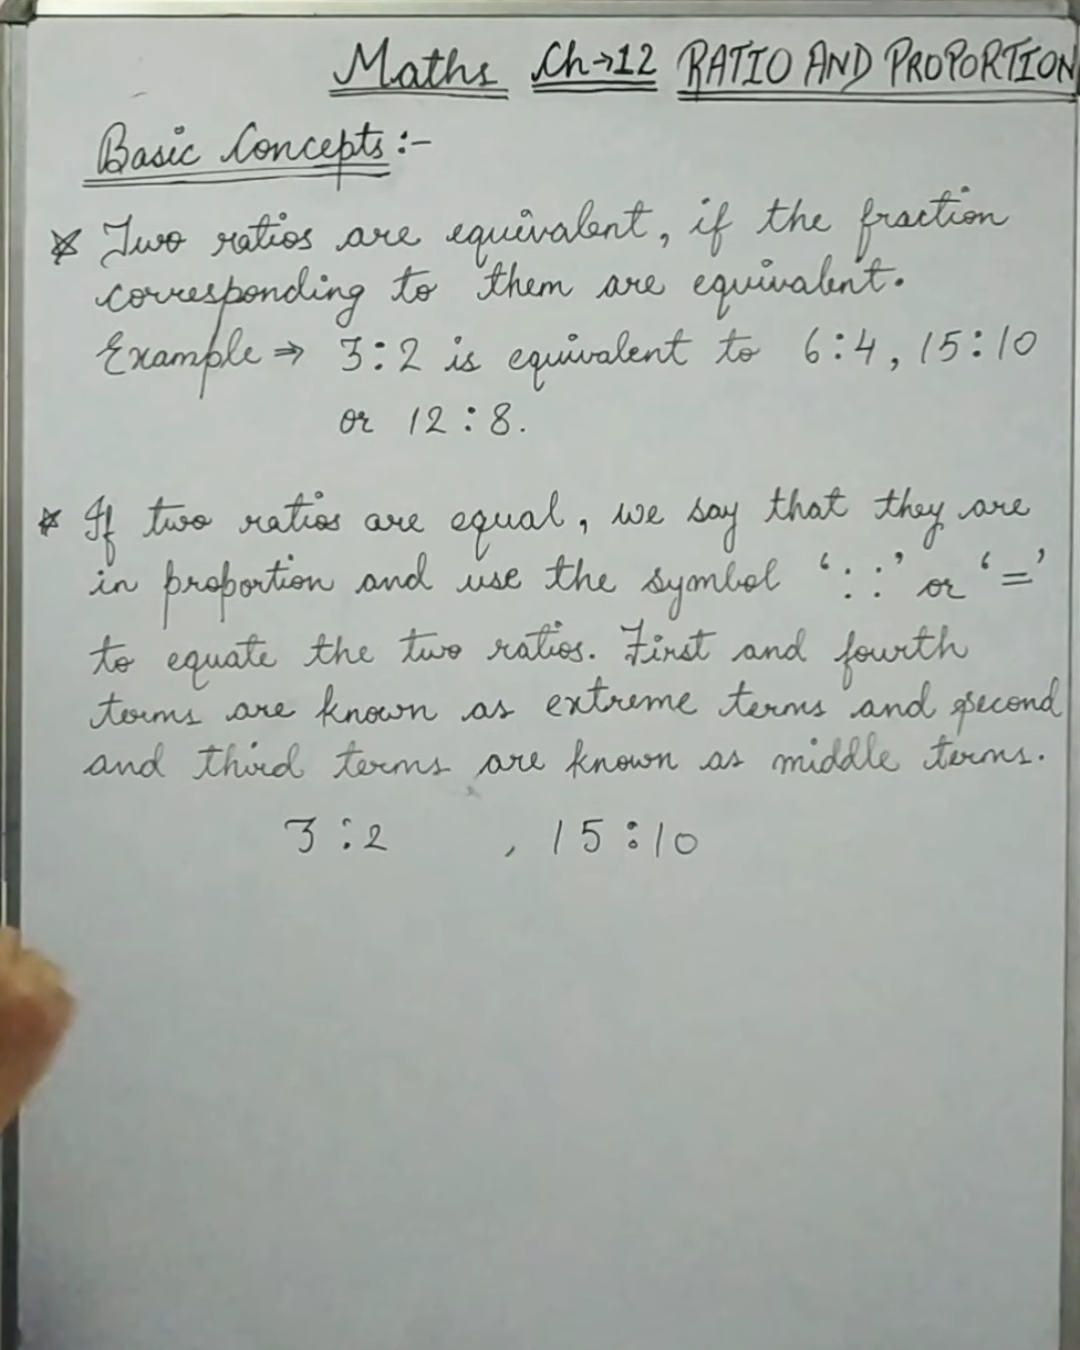 Maths Ch→12 RATIO AND PROPORTION
Basic Concepts :-
* Two ratios are equivalent, if the fraction
corresponding to them are equivalent.
Example ⇒ 3:2 is equivalent to 6:4, 15:10
or 12:8.
* If two ratios are equal, we say that they are
in proportion and use the symbol '::' or '='
to equate the two ratios. First and fourth
terms are known as extreme terms and second
and third terms are known as middle terms.
3:2 , 15:10